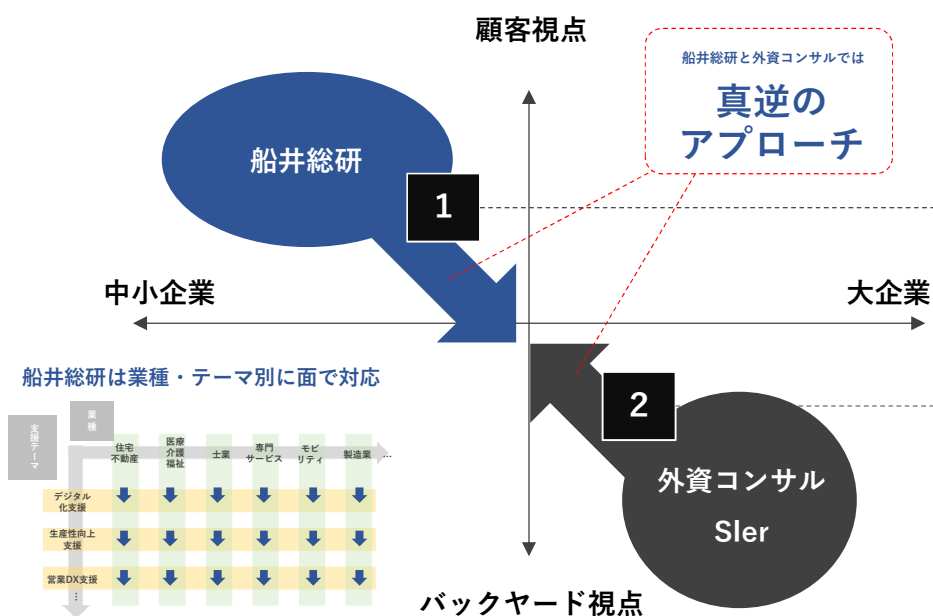 顧客視点
船井総研と外資コンサルでは
真逆の
アプローチ
船井総研
1
中小企業
大企業
船井総研は業種・テーマ別に面で対応
支援テーマ
業種
住宅
不動産
医療
介護
福祉
士業
専門
サービス
モビ
リティ
製造業
…
デジタル
化支援
生産性向上
支援
営業DX支援
…
2
外資コンサル
SIer
バックヤード視点